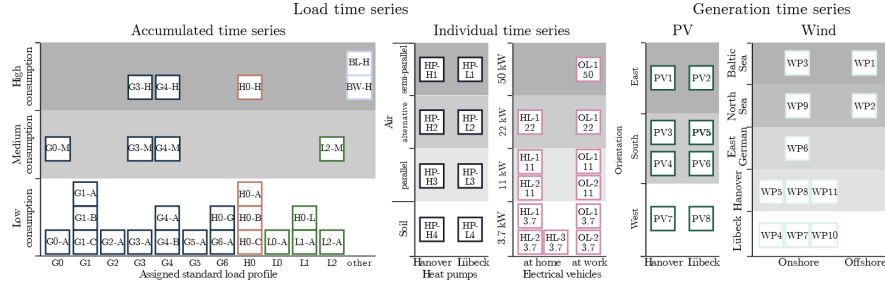 Load time series
Generation time series
Accumulated time series
Individual time series
PV
Wind
High consumption
BL-H
G3-H G4-H H0-H BW-H
Medium consumption
G0-M G3-M G4-M L2-M
Low consumption
G1-A H0-A
G1-B G4-A H0-G H0-B H0-L
G0-A G1-C G2-A G3-A G4-B G5-A G6-A H0-C L0-A L1-A L2-A
G0 G1 G2 G3 G4 G5 G6 H0 L0 L1 L2 other
Assigned standard load profile
Air
Soil
semi-parallel
HP-H1 HP-L1
alternative
HP-H2 HP-L2
parallel
HP-H3 HP-L3
HP-H4 HP-L4
Hannover Lübeck
Heat pumps
50 kW
OL-1 50
22 kW
HL-1 22 OL-1 22
11 kW
HL-1 11 OL-1 11
HL-2 11 OL-2 11
3.7 kW
HL-1 3.7 OL-1 3.7
HL-2 3.7 HL-3 3.7 OL-2 3.7
at home at work
Electrical vehicles
Orientation
East
PV1 PV2
South
PV3 PV5
PV4 PV6
West
PV7 PV8
Hannover Lübeck
Baltic Sea
WP3 WP1
North Sea
WP9 WP2
East German
WP6
Hanover
WP5 WP8 WP11
Lübeck
WP4 WP7 WP10
Onshore Offshore